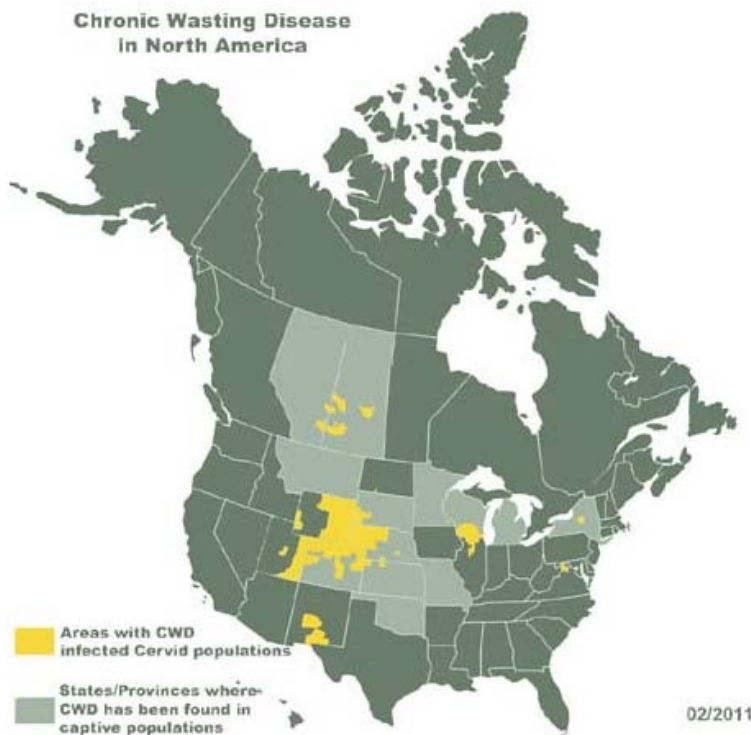 Chronic Wasting Disease
in North America
Areas with CWD
infected Cervid populations
States/Provinces where
CWD has been found in
captive populations
02/2011